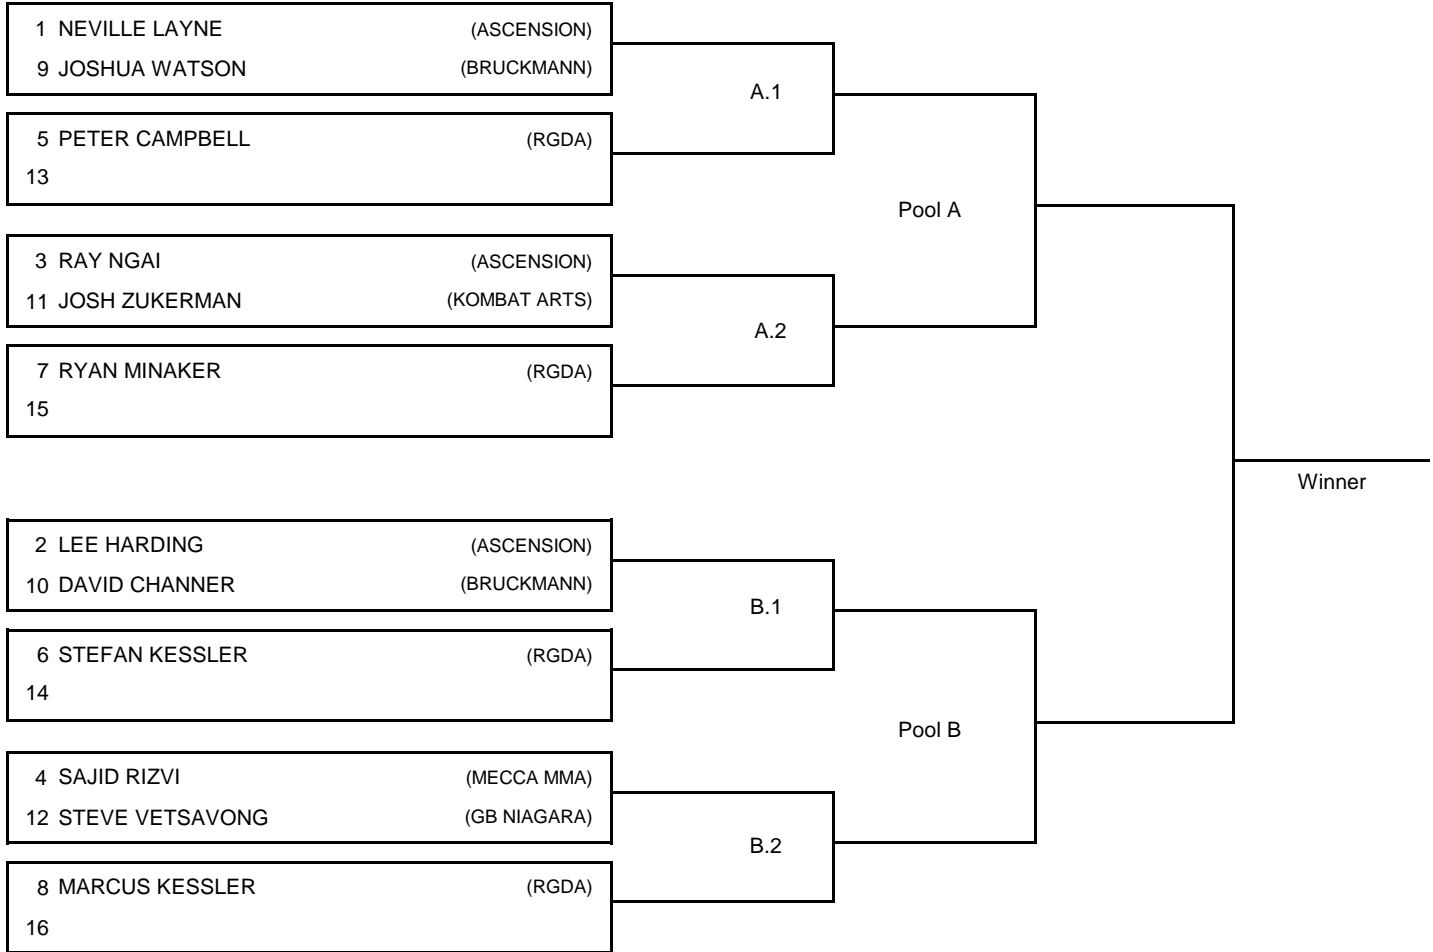 1 NEVILLE LAYNE (ASCENSION)
9 JOSHUA WATSON (BRUCKMANN)
A.1
5 PETER CAMPBELL (RGDA)
13
Pool A
3 RAY NGAI (ASCENSION)
11 JOSH ZUKERMAN (KOMBAT ARTS)
A.2
7 RYAN MINAKER (RGDA)
15
Winner
2 LEE HARDING (ASCENSION)
10 DAVID CHANNER (BRUCKMANN)
B.1
6 STEFAN KESSLER (RGDA)
14
Pool B
4 SAJID RIZVI (MECCA MMA)
12 STEVE VETSAVONG (GB NIAGARA)
B.2
8 MARCUS KESSLER (RGDA)
16